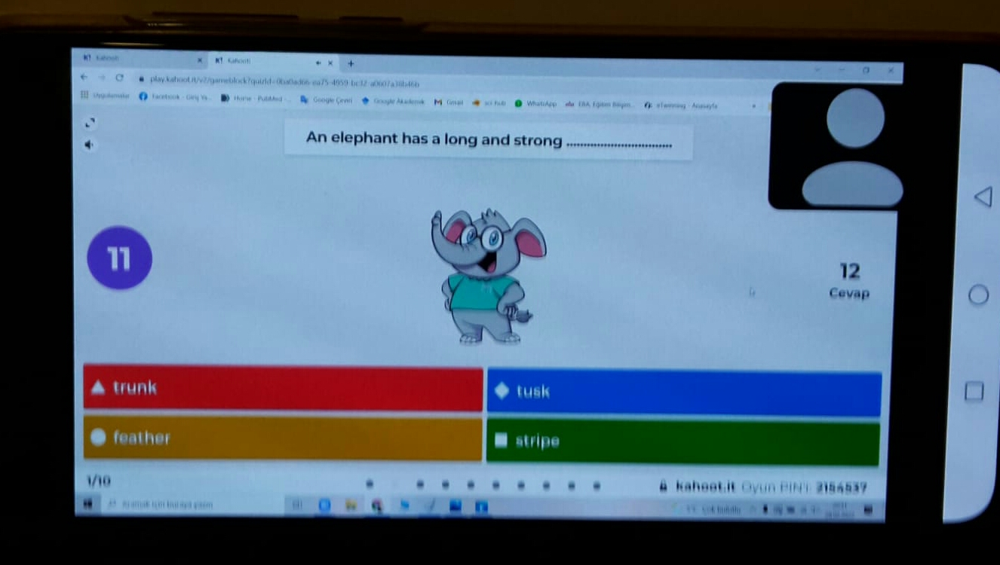 Kahoot!
play.kahoot.it/v2/gameblock?quizId=
Uygulamalar Facebook - Giriş Ya... Home - PubMed - Google Çeviri Google Akademik Gmail sci hub WhatsApp EBA, Eğitim Bilişim... eTwinning - Anasayfa
An elephant has a long and strong ..............................
11
12
Cevap
trunk
tusk
feather
stripe
1/10
kahoot.it Oyun PIN'i: 2154537
Aramak için buraya yazın
Çok bulutlu